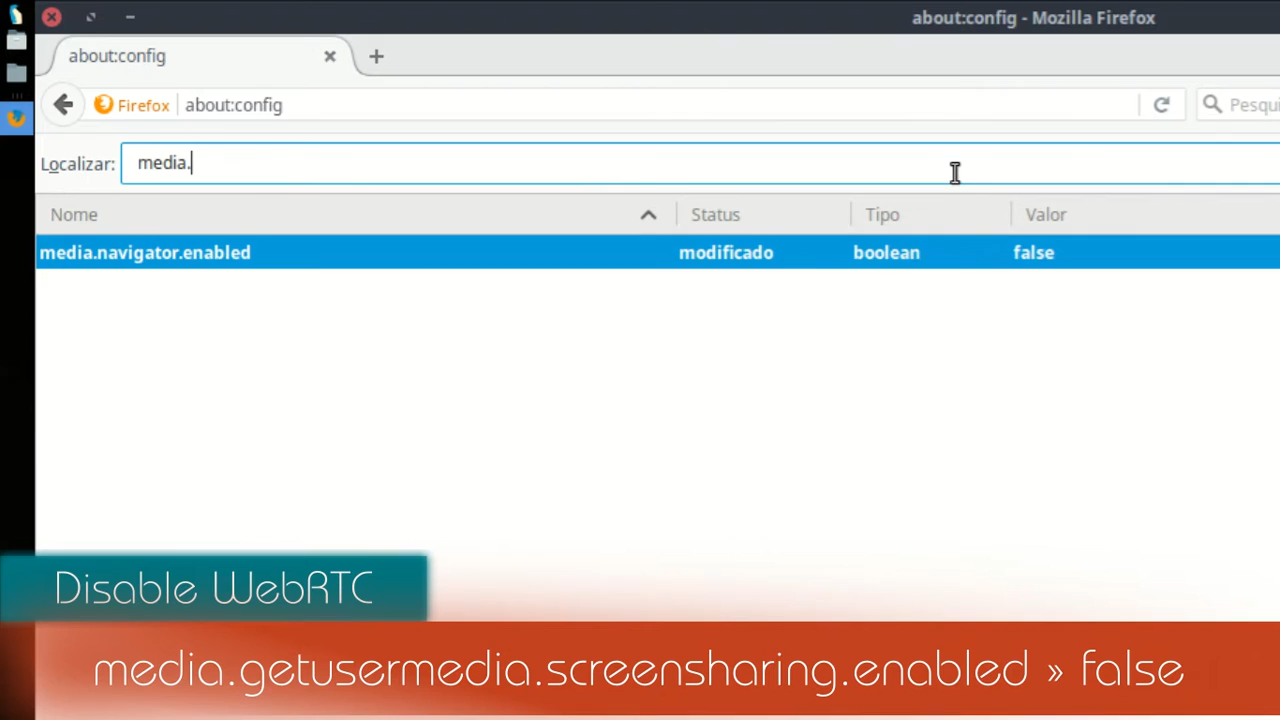 about:config - Mozilla Firefox
about:config
Firefox about:config Pesqui
Localizar: media.
Nome Status Tipo Valor
media.navigator.enabled modificado boolean false
Disable WebRTC
media.getusermedia.screensharing.enabled » false